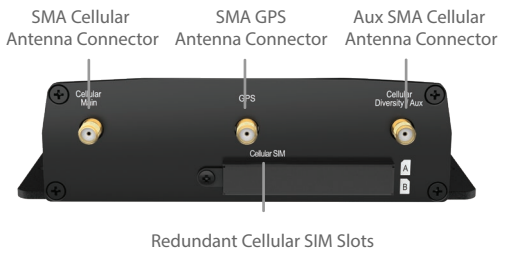 SMA Cellular
Antenna Connector
SMA GPS
Antenna Connector
Aux SMA Cellular
Antenna Connector
Cellular
Main
GPS
Cellular
Diversity / Aux
Cellular SIM
A
B
Redundant Cellular SIM Slots